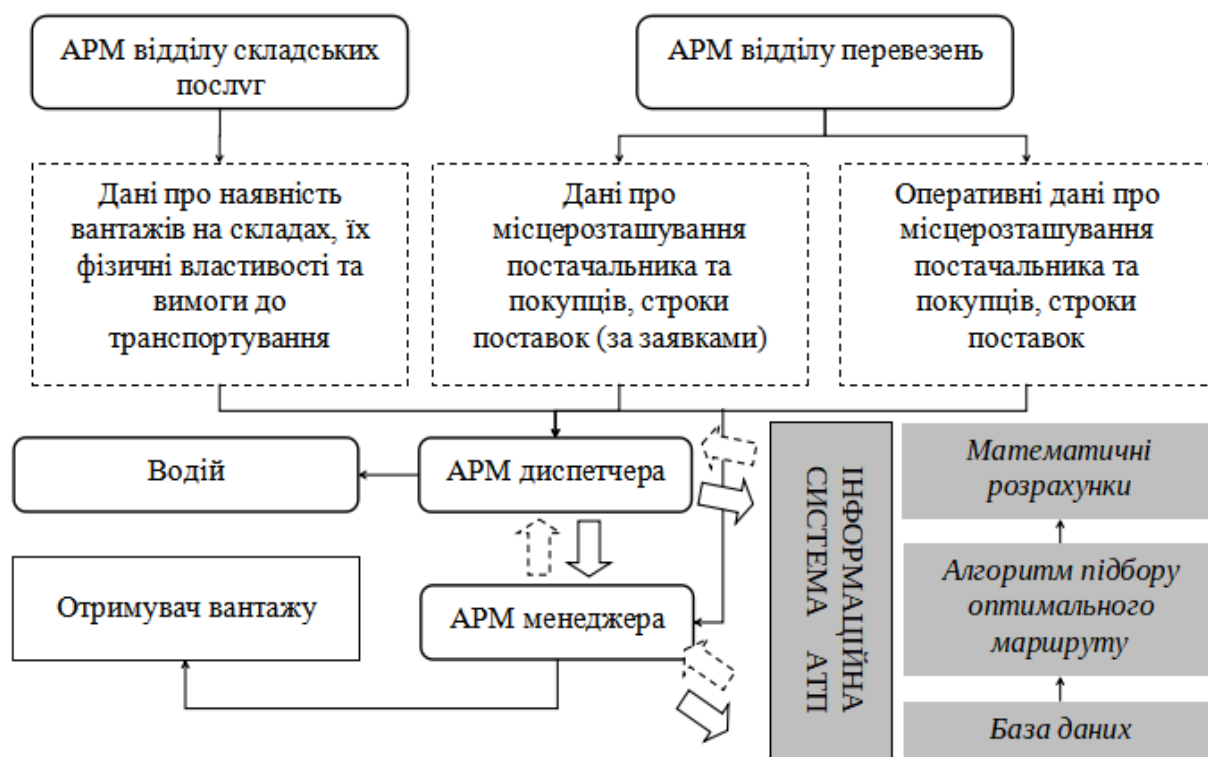 АРМ відділу складських
послуг
АРМ відділу перевезень
Дані про наявність
вантажів на складах, їх
фізичні властивості та
вимоги до
транспортування
Дані про
місцерозташування
постачальника та
покупців, строки
поставок (за заявками)
Оперативні дані про
місцерозташування
постачальника та
покупців, строки
поставок
Водій
АРМ диспетчера
ІНФОРМАЦІЙНА
СИСТЕМА АТП
Математичні
розрахунки
Отримувач вантажу
АРМ менеджера
Алгоритм підбору
оптимального
маршруту
База даних